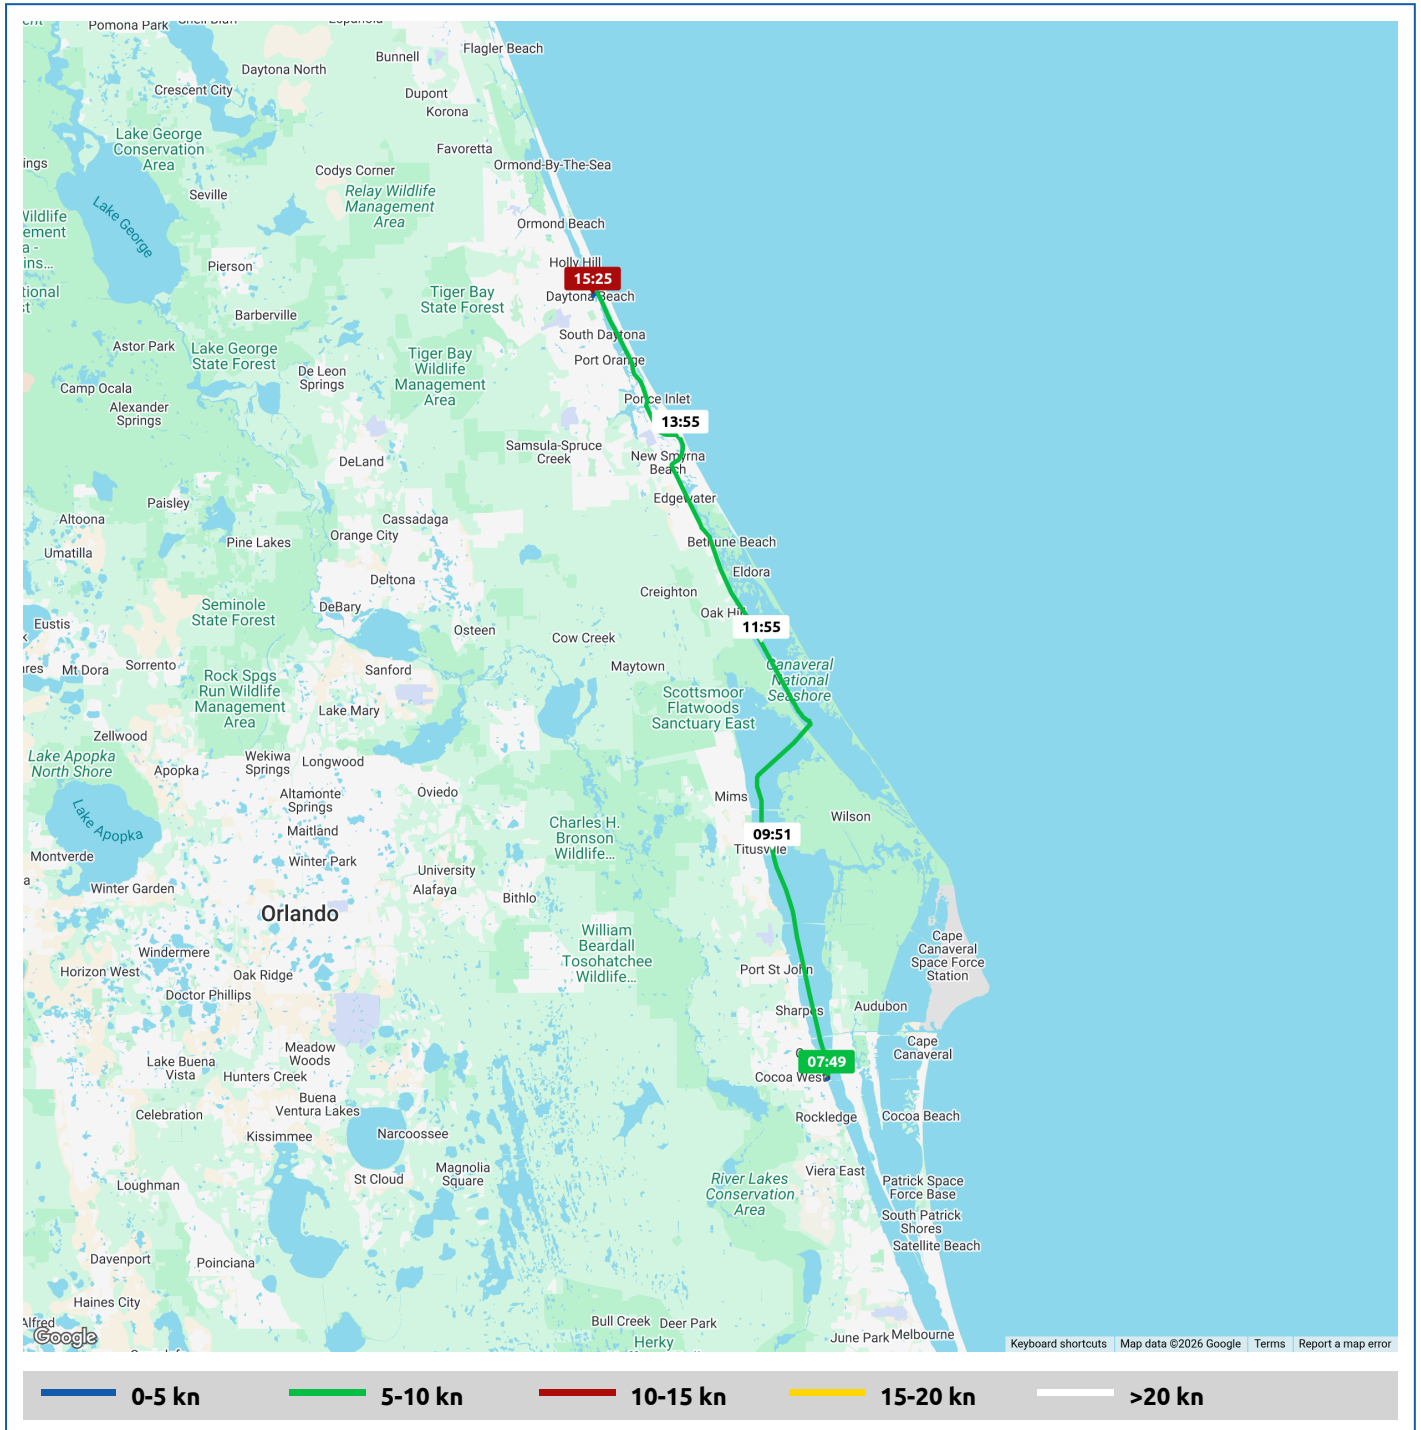 Pomona Park
Flagler Beach
Bunnell
Daytona North
Crescent City
Dupont
Korona
Lake George
Conservation
Area
Favoretta
Ormond-By-The-Sea
ings
Codys Corner
Seville
Relay Wildlife
Management
Area
Lake George
Ormond Beach
Holly Hill
Pierson
15:25
Daytona Beach
Tiger Bay
State Forest
Barberville
South Daytona
Astor Park
Lake George
State Forest
Port Orange
Tiger Bay
Wildlife
Management
Area
De Leon
Springs
Camp Ocala
Alexander
Springs
Ponce Inlet
13:55
Samsula-Spruce
Creek
New Smyrna
Beach
DeLand
Edgewater
Paisley
Altoona
Cassadaga
Orange City
Pine Lakes
Bethune Beach
Umatilla
Eldora
Deltona
Creighton
DeBary
Seminole
State Forest
Oak Hill
11:55
Eustis
Osteen
Cow Creek
Mt Dora
Sorrento
Sanford
Maytown
Canaveral
National
Seashore
Rock Spgs
Run Wildlife
Management
Area
Scottsmoor
Flatwoods
Sanctuary East
Lake Mary
Zellwood
Lake Apopka
North Shore
Apopka
Wekiwa
Springs
Longwood
Altamonte
Springs
Oviedo
Mims
Wilson
Lake Apopka
Maitland
Charles H.
Bronson
Wildlife...
09:51
Titusville
Montverde
Winter Park
University
Alafaya
Winter Garden
Bithlo
Orlando
William
Beardall
Tosohatchee
Wildlife...
Cape
Canaveral
Space Force
Station
Windermere
Horizon West
Oak Ridge
Port St John
Doctor Phillips
Sharpes
Audubon
Meadow
Woods
Cape
Canaveral
Lake Buena
Vista
Hunters Creek
07:49
Cocoa West
Buena
Ventura Lakes
Celebration
Rockledge
Cocoa Beach
Kissimmee
Narcoossee
Magnolia
Square
Viera East
St Cloud
River Lakes
Conservation
Area
Patrick Space
Force Base
Loughman
South Patrick
Shores
Satellite Beach
Davenport
Poinciana
Haines City
Bull Creek
Deer Park
Herky
June Park
Melbourne
Google
Keyboard shortcuts
Map data ©2026 Google
Terms
Report a map error
0-5 kn
5-10 kn
10-15 kn
15-20 kn
>20 kn